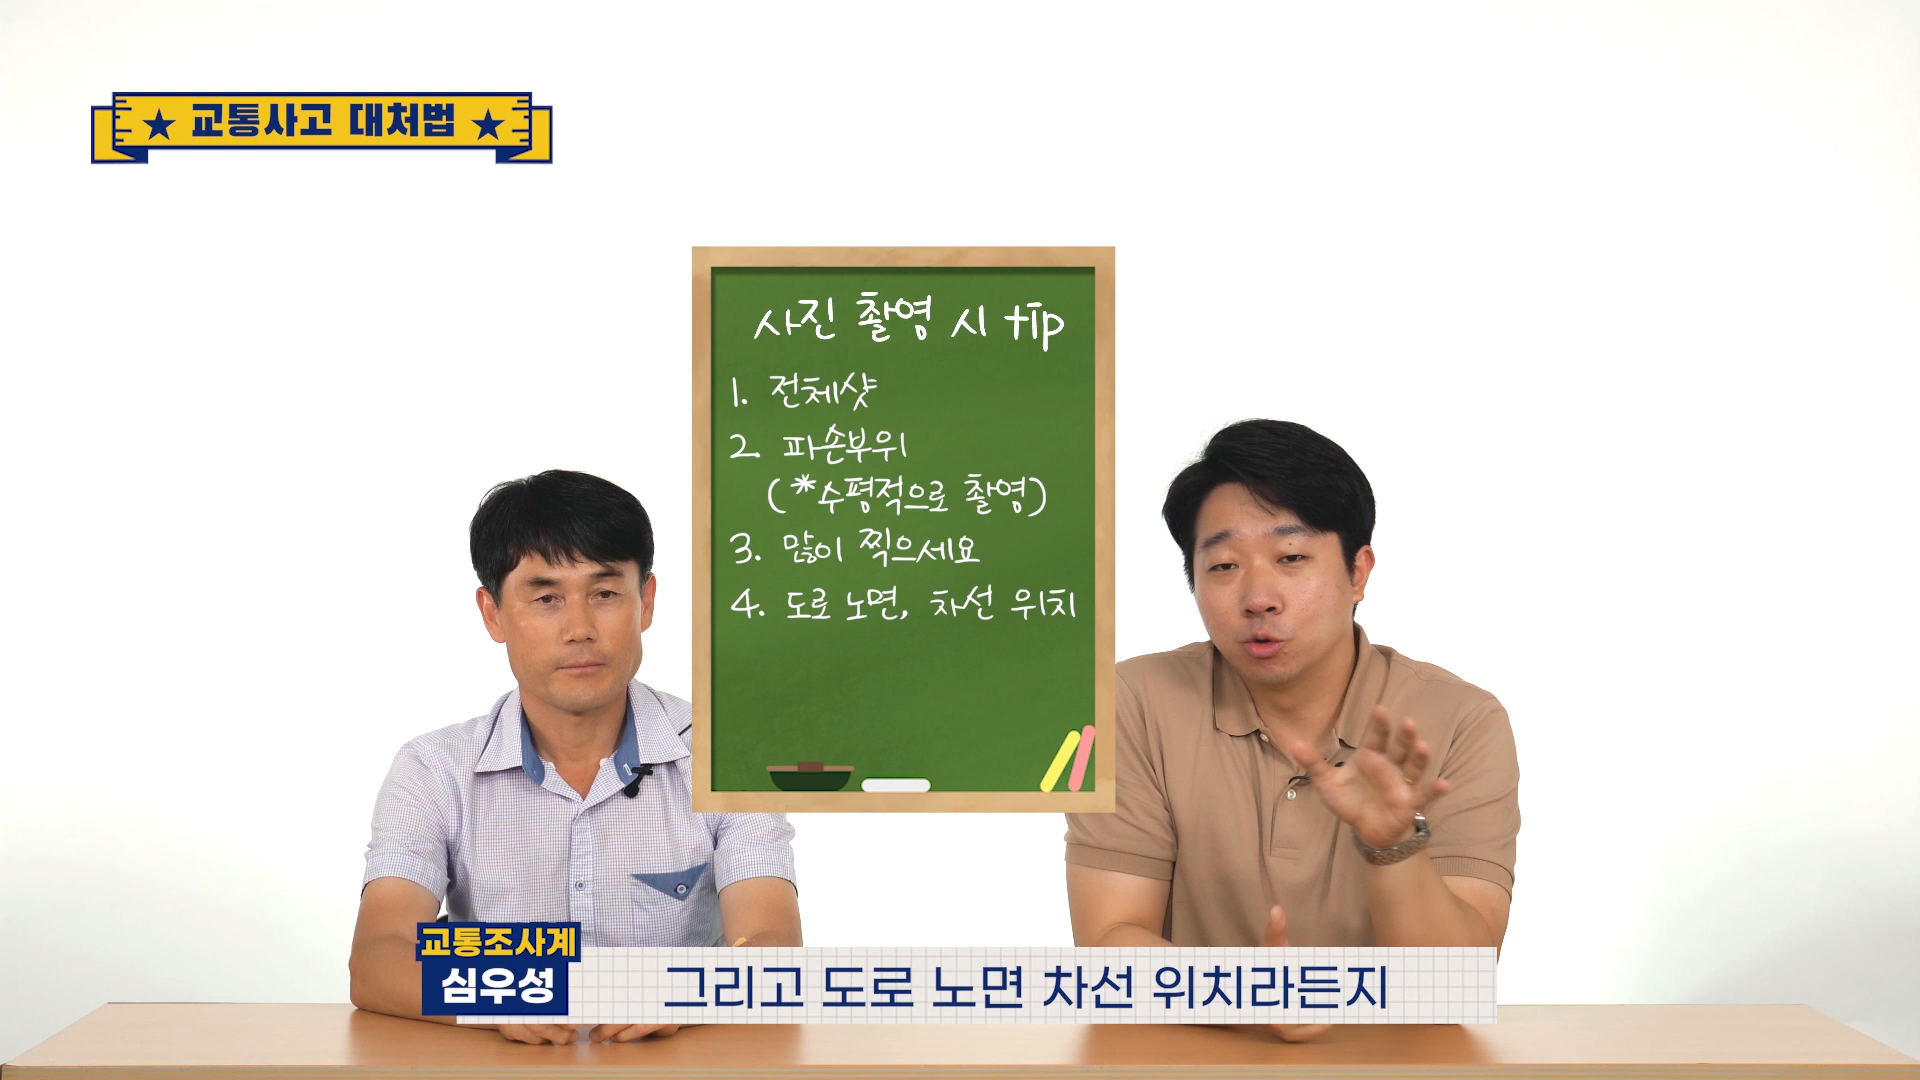 ★ 교통사고 대처법 ★
사진 촬영 시 tip
1. 전체샷
2. 파손부위
(*수평적으로 촬영)
3. 많이 찍으세요
4. 도로 노면, 차선 위치
교통조사계
심우성
그리고 도로 노면 차선 위치라든지